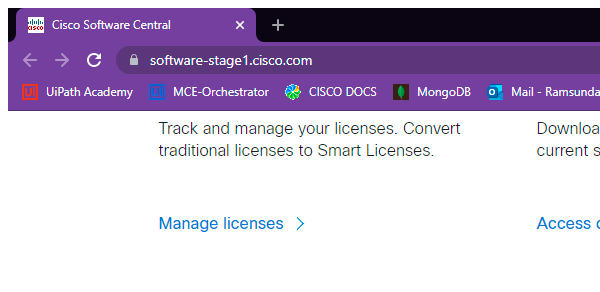 Cisco Software Central
software-stage1.cisco.com
UiPath Academy MCE-Orchestrator CISCO DOCS MongoDB Mail - Ramsunda
Track and manage your licenses. Convert
traditional licenses to Smart Licenses.
Manage licenses
Downloa
current s
Access